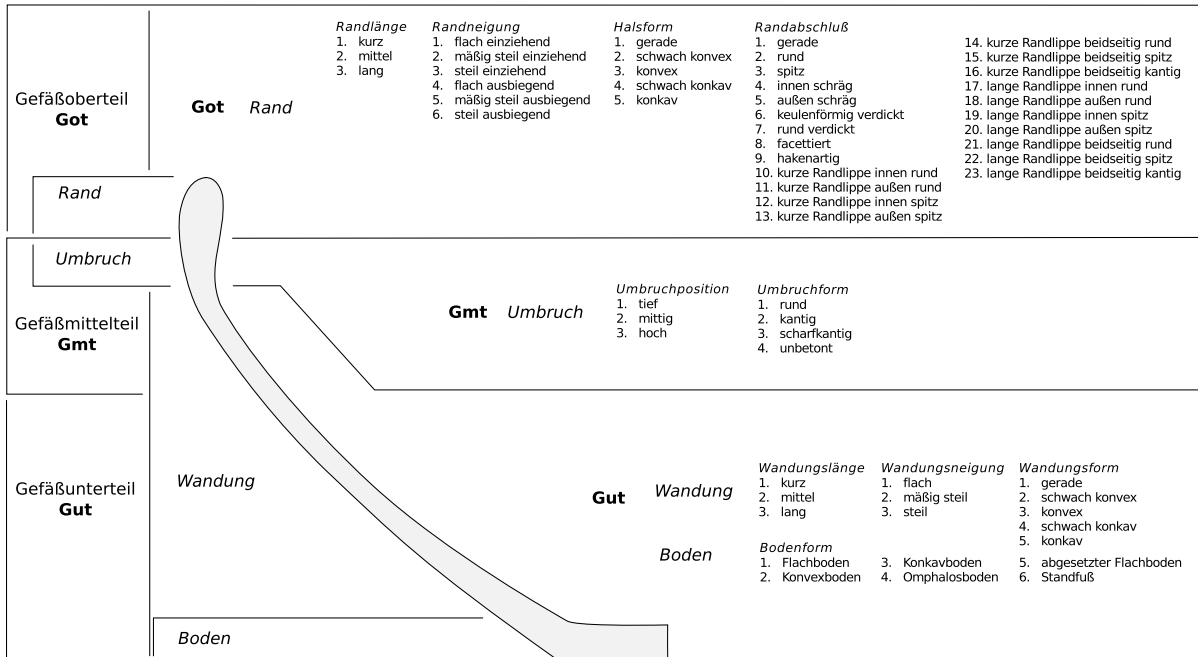 Gefäßoberteil
Got
Got Rand
Randlänge
1. kurz
2. mittel
3. lang
Randneigung
1. flach einziehend
2. mäßig steil einziehend
3. steil einziehend
4. flach ausbiegend
5. mäßig steil ausbiegend
6. steil ausbiegend
Halsform
1. gerade
2. schwach konvex
3. konvex
4. schwach konkav
5. konkav
Randabschluß
1. gerade
2. rund
3. spitz
4. innen schräg
5. außen schräg
6. keulenförmig verdickt
7. rund verdickt
8. facettiert
9. hakenartig
10. kurze Randlippe innen rund
11. kurze Randlippe außen rund
12. kurze Randlippe innen spitz
13. kurze Randlippe außen spitz
14. kurze Randlippe beidseitig rund
15. kurze Randlippe beidseitig spitz
16. kurze Randlippe beidseitig kantig
17. lange Randlippe innen rund
18. lange Randlippe außen rund
19. lange Randlippe innen spitz
20. lange Randlippe außen spitz
21. lange Randlippe beidseitig rund
22. lange Randlippe beidseitig spitz
23. lange Randlippe beidseitig kantig
Rand
Umbruch
Gefäßmittelteil
Gmt
Gmt Umbruch
Umbruchposition
1. tief
2. mittig
3. hoch
Umbruchform
1. rund
2. kantig
3. scharfkantig
4. unbetont
Gefäßunterteil
Gut
Wandung
Gut Wandung
Wandungslänge
1. kurz
2. mittel
3. lang
Wandungsneigung
1. flach
2. mäßig steil
3. steil
Wandungsform
1. gerade
2. schwach konvex
3. konvex
4. schwach konkav
5. konkav
Boden
Bodenform
1. Flachboden
2. Konvexboden
3. Konkavboden
4. Omphalosboden
5. abgesetzter Flachboden
6. Standfuß
Boden